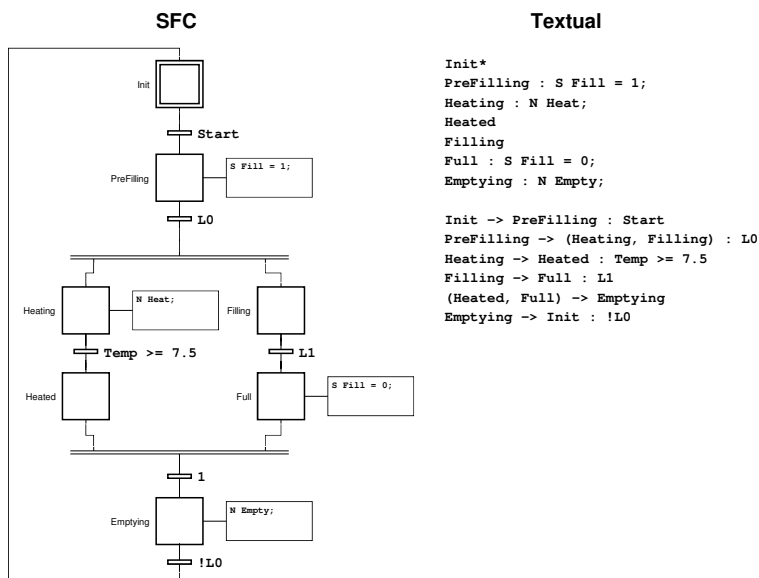 SFC
Init
Start
PreFilling
S Fill = 1;
L0
Heating
N Heat;
Filling
Temp >= 7.5
L1
Heated
Full
S Fill = 0;
1
Emptying
N Empty;
!L0
Textual
Init*
PreFilling : S Fill = 1;
Heating : N Heat;
Heated
Filling
Full : S Fill = 0;
Emptying : N Empty;
Init -> PreFilling : Start
PreFilling -> (Heating, Filling) : L0
Heating -> Heated : Temp >= 7.5
Filling -> Full : L1
(Heated, Full) -> Emptying
Emptying -> Init : !L0